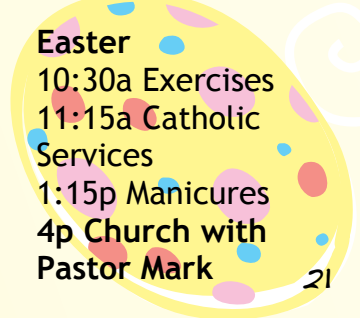 Easter
10:30a Exercises
11:15a Catholic
Services
1:15p Manicures
4p Church with
Pastor Mark
21